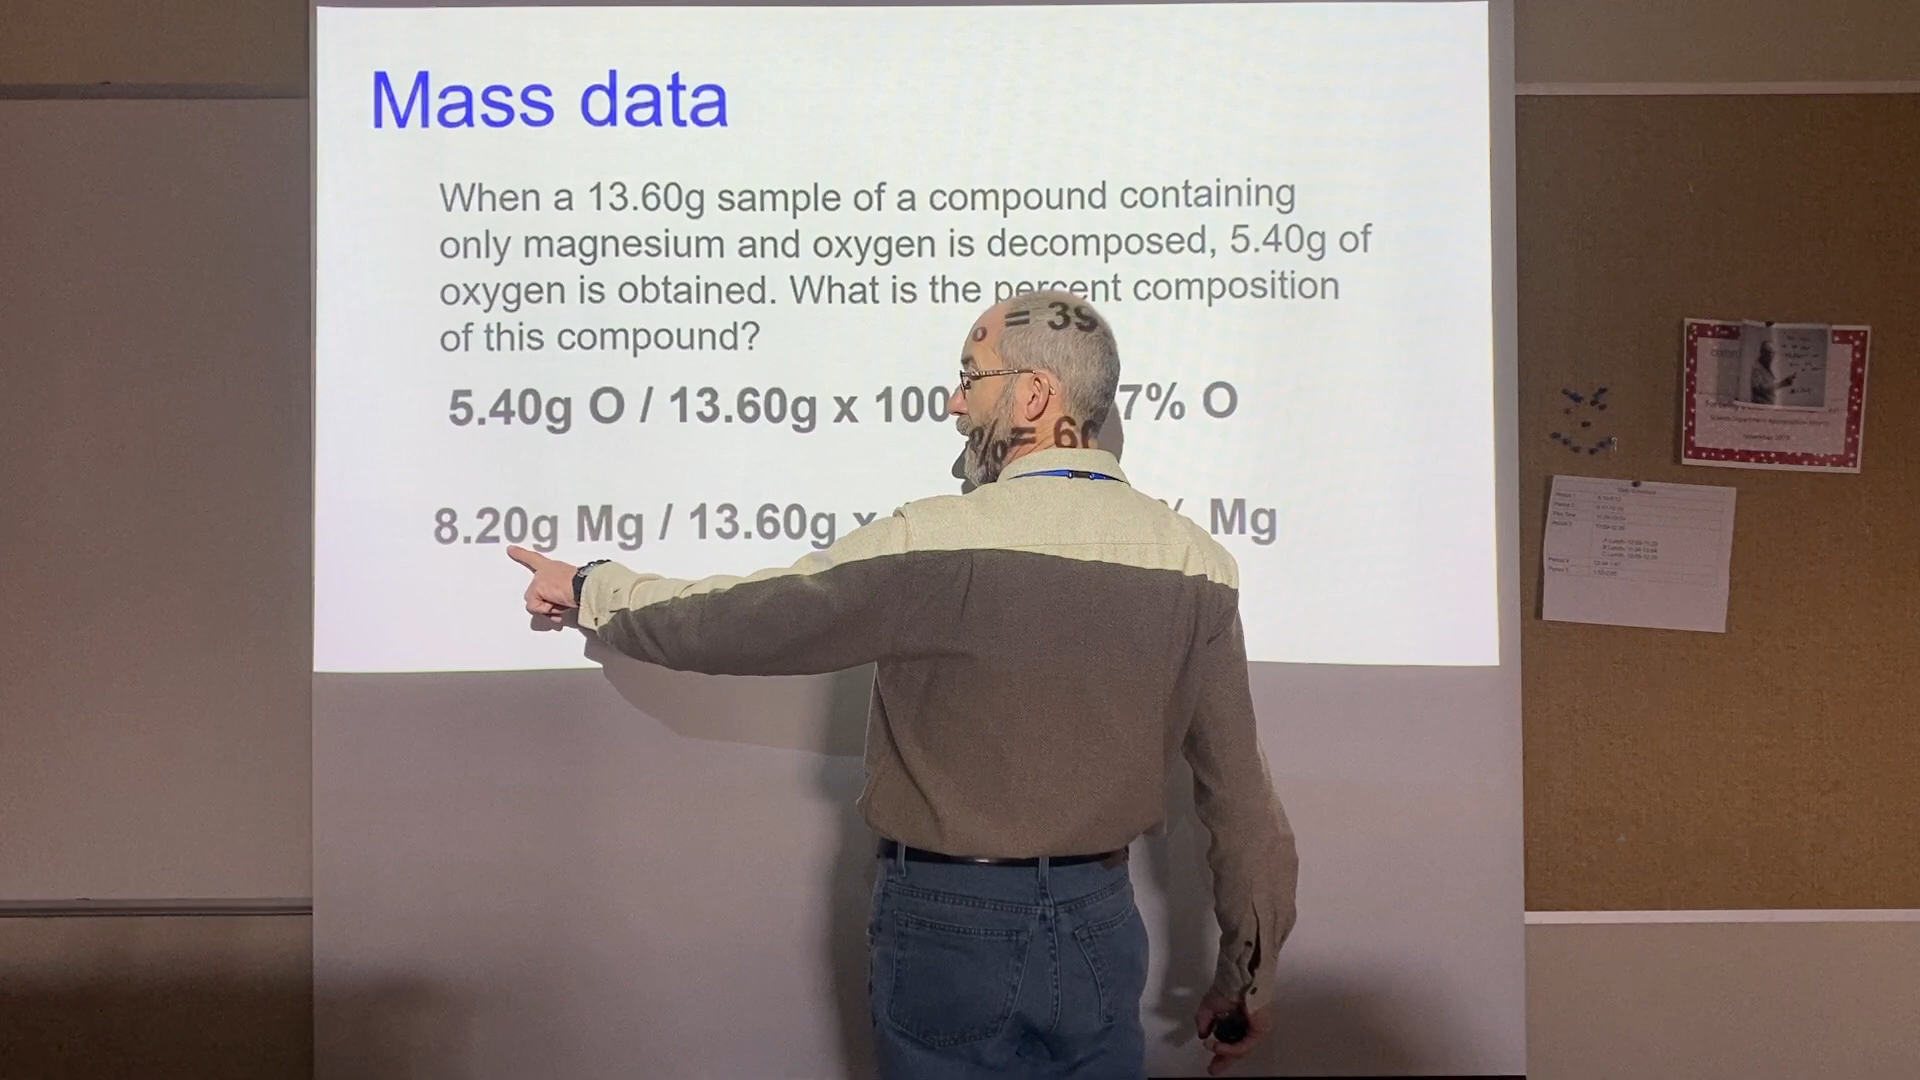 Mass data
When a 13.60g sample of a compound containing
only magnesium and oxygen is decomposed, 5.40g of
oxygen is obtained. What is the percent composition
of this compound?
5.40g O / 13.60g x 100 = 39 7% O
8.20g Mg / 13.60g x % = 60 % Mg